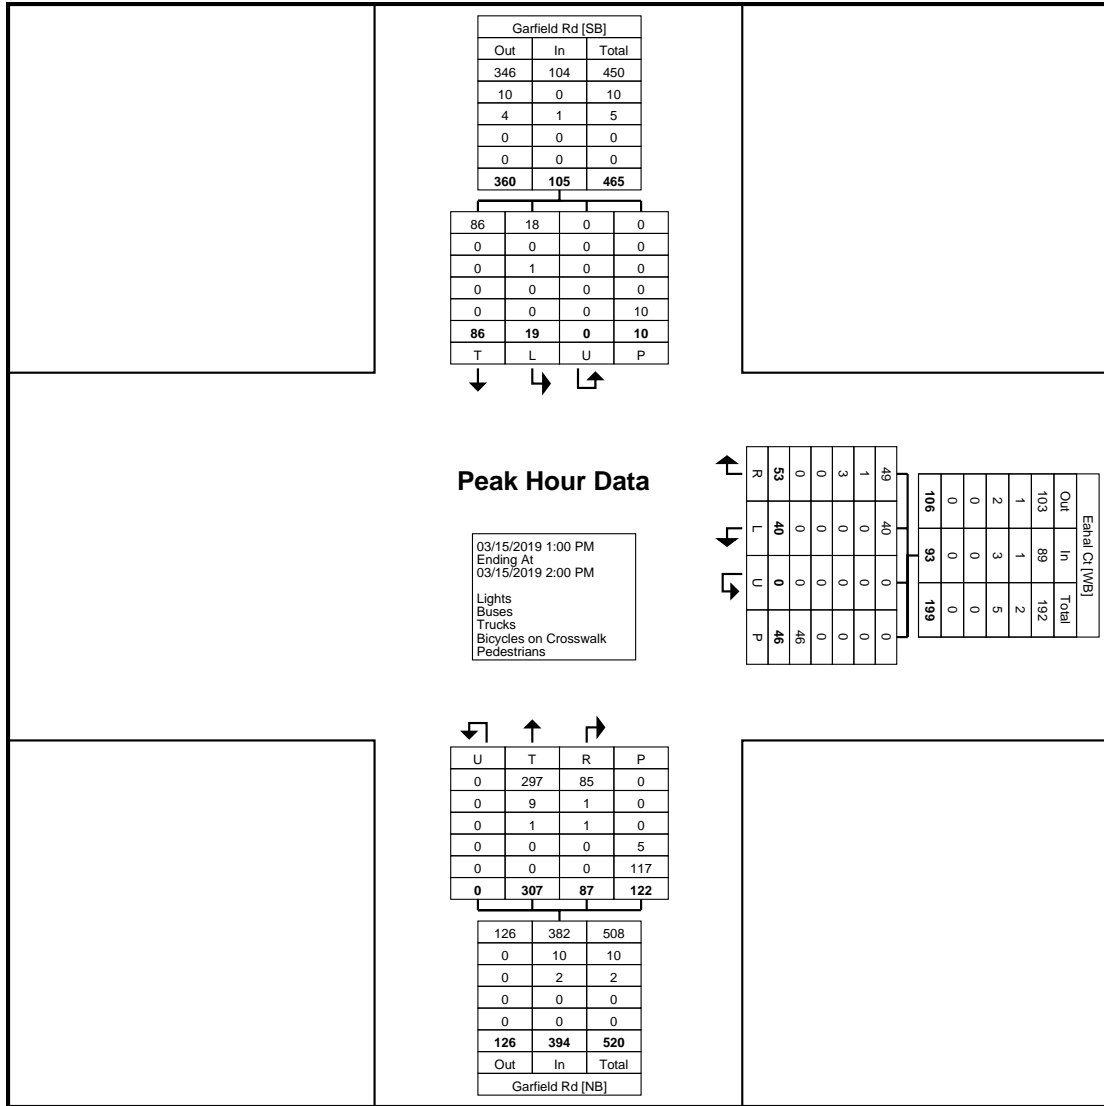 Garfield Rd [SB]
Out In Total
346 104 450
10 0 10
4 1 5
0 0 0
0 0 0
360 105 465
86 18 0 0
0 0 0 0
0 1 0 0
0 0 0 0
0 0 0 10
86 19 0 10
T L U P
Peak Hour Data
03/15/2019 1:00 PM
Ending At
03/15/2019 2:00 PM
Lights
Buses
Trucks
Bicycles on Crosswalk
Pedestrians
Eahal Ct [WB]
Out In Total
103 89 192
1 1 2
2 3 5
0 0 0
0 0 0
106 93 199
49 40 0 0
1 0 0 0
3 0 0 0
0 0 0 0
0 0 0 46
53 40 0 46
R L U P
U T R P
0 297 85 0
0 9 1 0
0 1 1 0
0 0 0 5
0 0 0 117
0 307 87 122
126 382 508
0 10 10
0 2 2
0 0 0
0 0 0
126 394 520
Out In Total
Garfield Rd [NB]